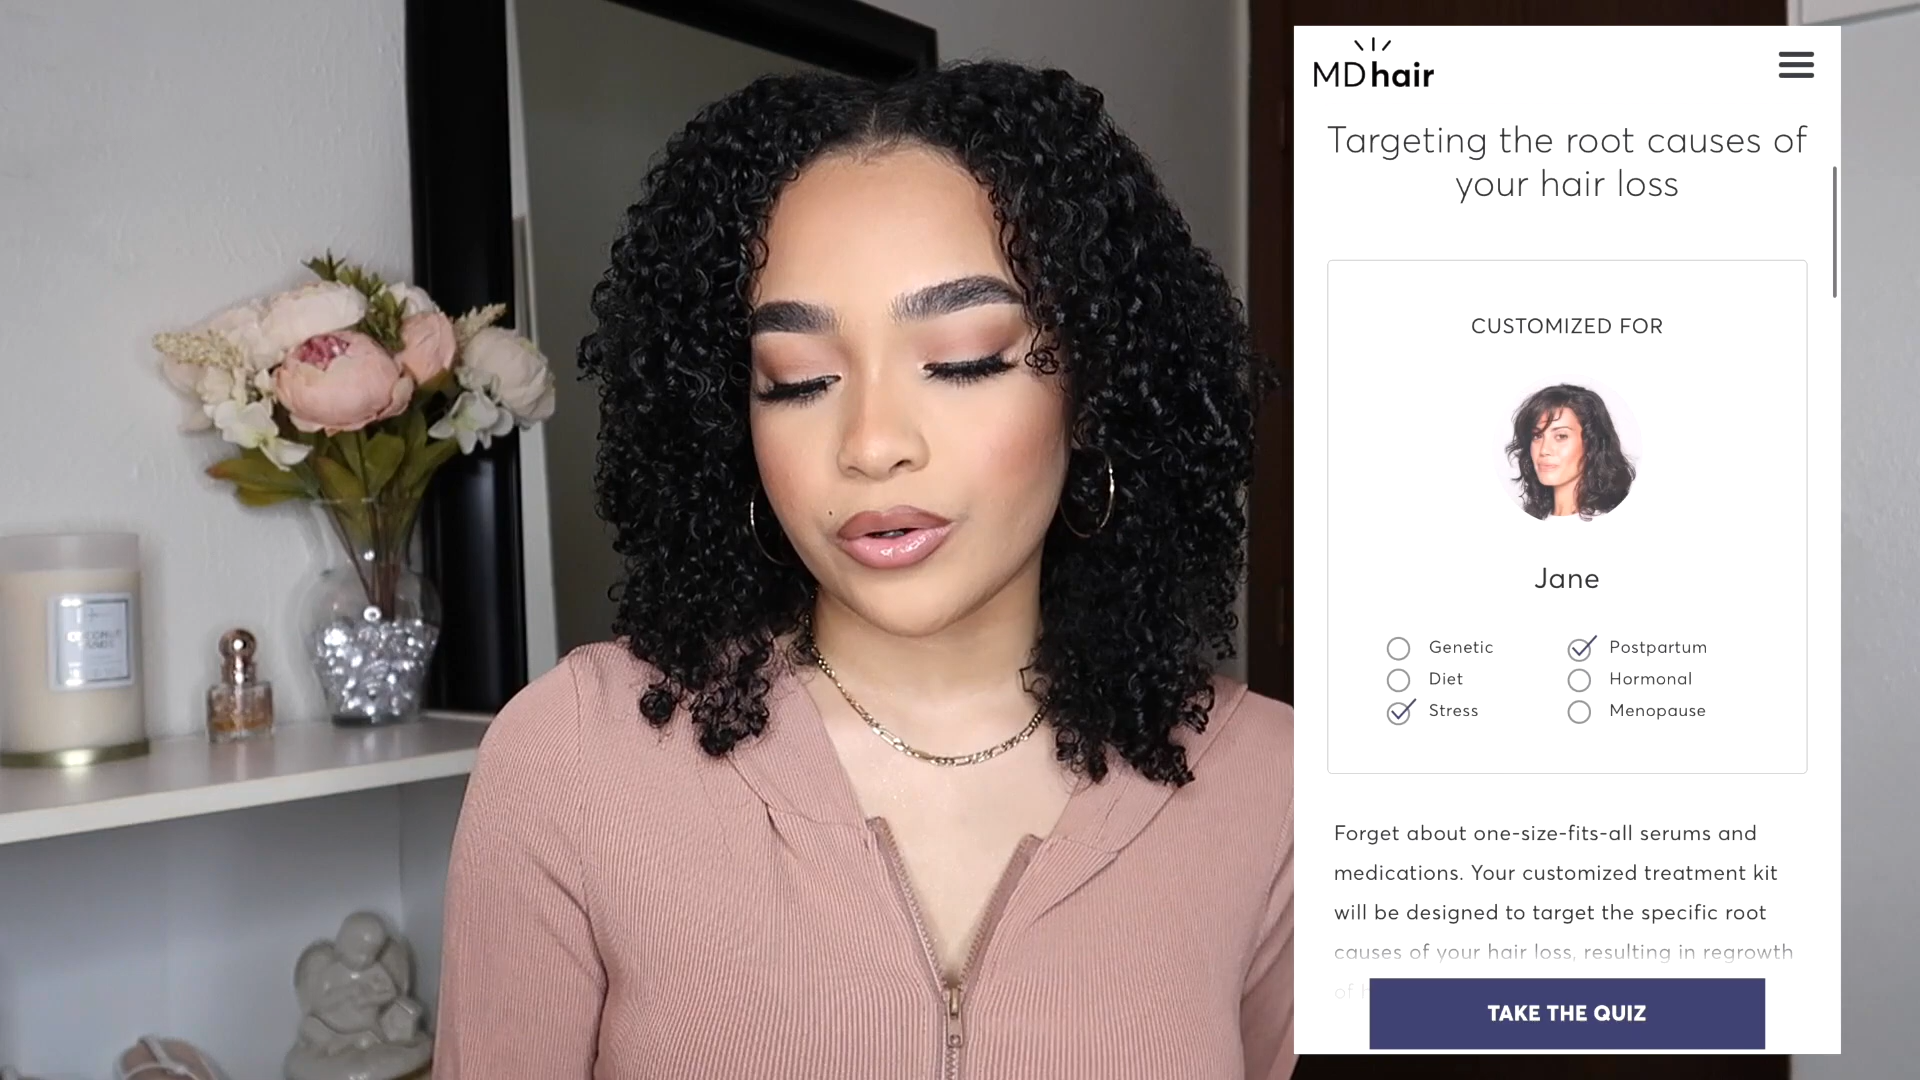 MDhair
Targeting the root causes of
your hair loss
CUSTOMIZED FOR
Jane
Genetic
Postpartum
Diet
Hormonal
Stress
Menopause
Forget about one-size-fits-all serums and
medications. Your customized treatment kit
will be designed to target the specific root
causes of your hair loss, resulting in regrowth
of
TAKE THE QUIZ